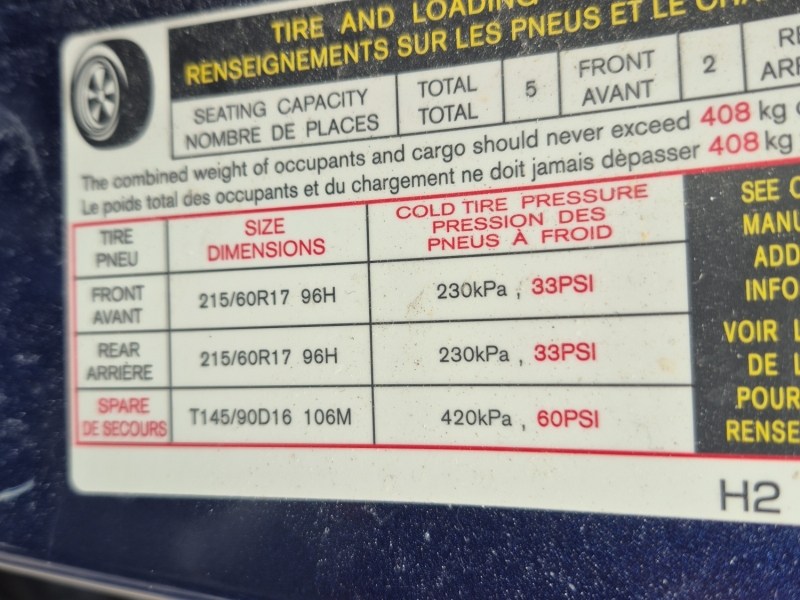 TIRE AND LOADING
RENSEIGNEMENTS SUR LES PNEUS ET LE
SEATING CAPACITY TOTAL 5 FRONT 2
NOMBRE DE PLACES TOTAL AVANT
The combined weight of occupants and cargo should never exceed 408 kg
Le poids total des occupants et du chargement ne doit jamais dèpasser 408 kg
TIRE PNEU SIZE DIMENSIONS COLD TIRE PRESSURE PRESSION DES PNEUS À FROID
FRONT AVANT 215/60R17 96H 230kPa , 33PSI
REAR ARRIÈRE 215/60R17 96H 230kPa , 33PSI
SPARE DE SECOURS T145/90D16 106M 420kPa , 60PSI
SEE
MANU
ADD
INFO
VOIR L
DE L
POUR
RENSE
H2